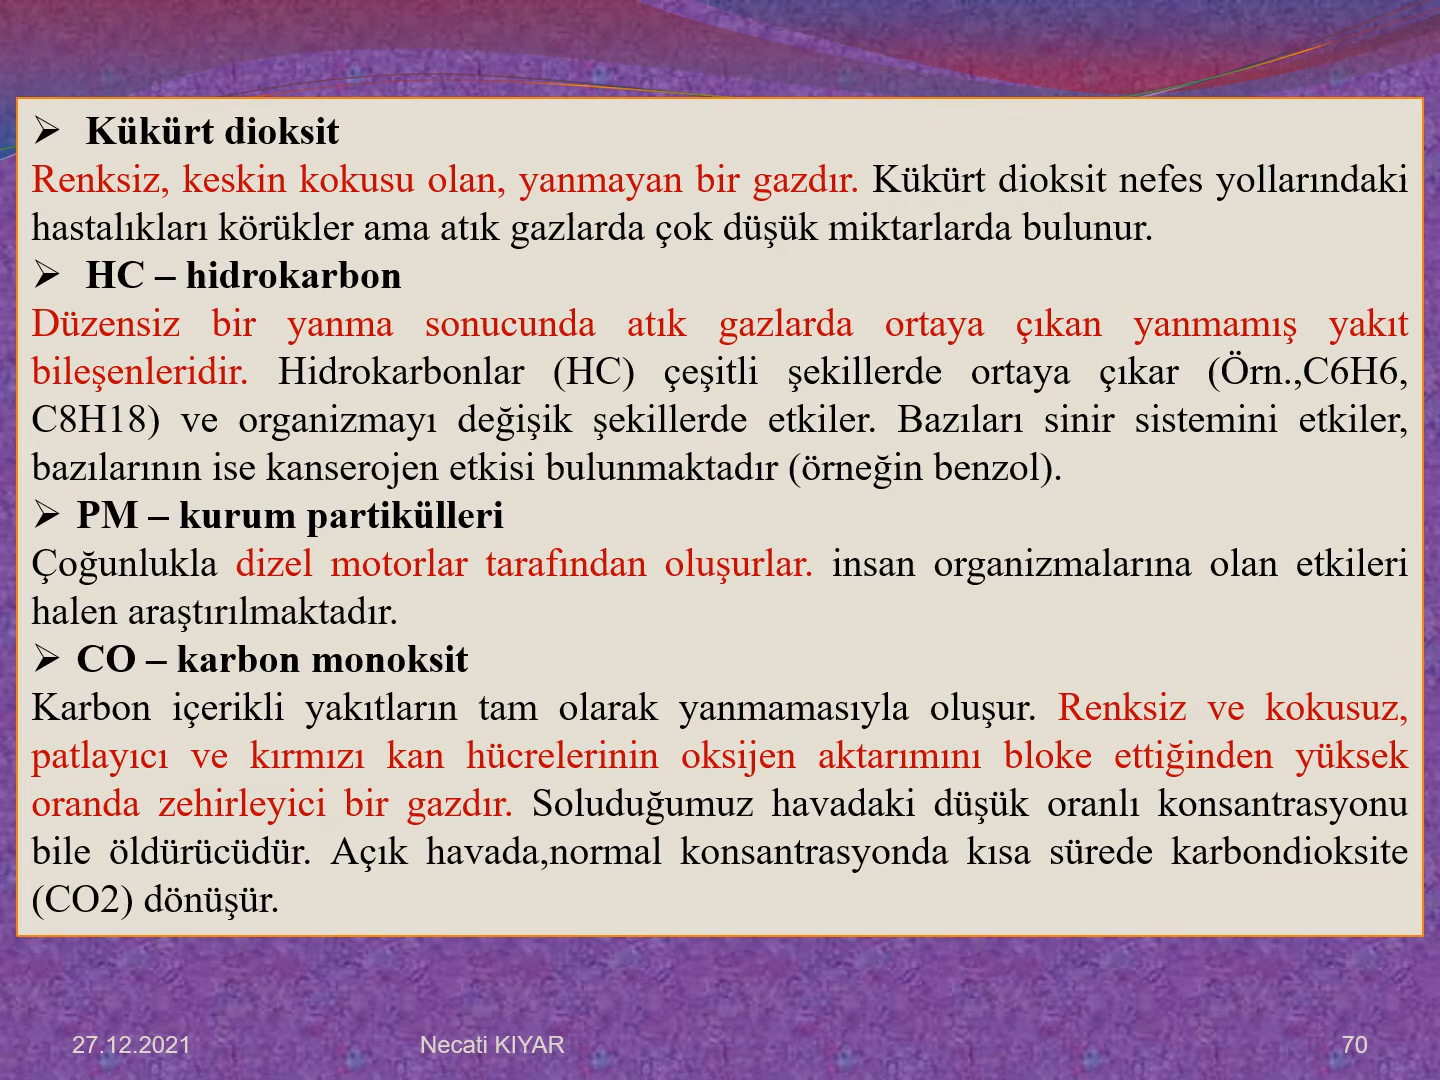 ➢ Kükürt dioksit
Renksiz, keskin kokusu olan, yanmayan bir gazdır. Kükürt dioksit nefes yollarındaki
hastalıkları körükler ama atık gazlarda çok düşük miktarlarda bulunur.
➢ HC – hidrokarbon
Düzensiz bir yanma sonucunda atık gazlarda ortaya çıkan yanmamış yakıt
bileşenleridir. Hidrokarbonlar (HC) çeşitli şekillerde ortaya çıkar (Örn.,C6H6,
C8H18) ve organizmayı değişik şekillerde etkiler. Bazıları sinir sistemini etkiler,
bazılarının ise kanserojen etkisi bulunmaktadır (örneğin benzol).
➢ PM – kurum partikülleri
Çoğunlukla dizel motorlar tarafından oluşurlar. insan organizmalarına olan etkileri
halen araştırılmaktadır.
➢ CO – karbon monoksit
Karbon içerikli yakıtların tam olarak yanmamasıyla oluşur. Renksiz ve kokusuz,
patlayıcı ve kırmızı kan hücrelerinin oksijen aktarımını bloke ettiğinden yüksek
oranda zehirleyici bir gazdır. Soluduğumuz havadaki düşük oranlı konsantrasyonu
bile öldürücüdür. Açık havada,normal konsantrasyonda kısa sürede karbondioksite
(CO2) dönüşür.
27.12.2021 Necati KIYAR 70